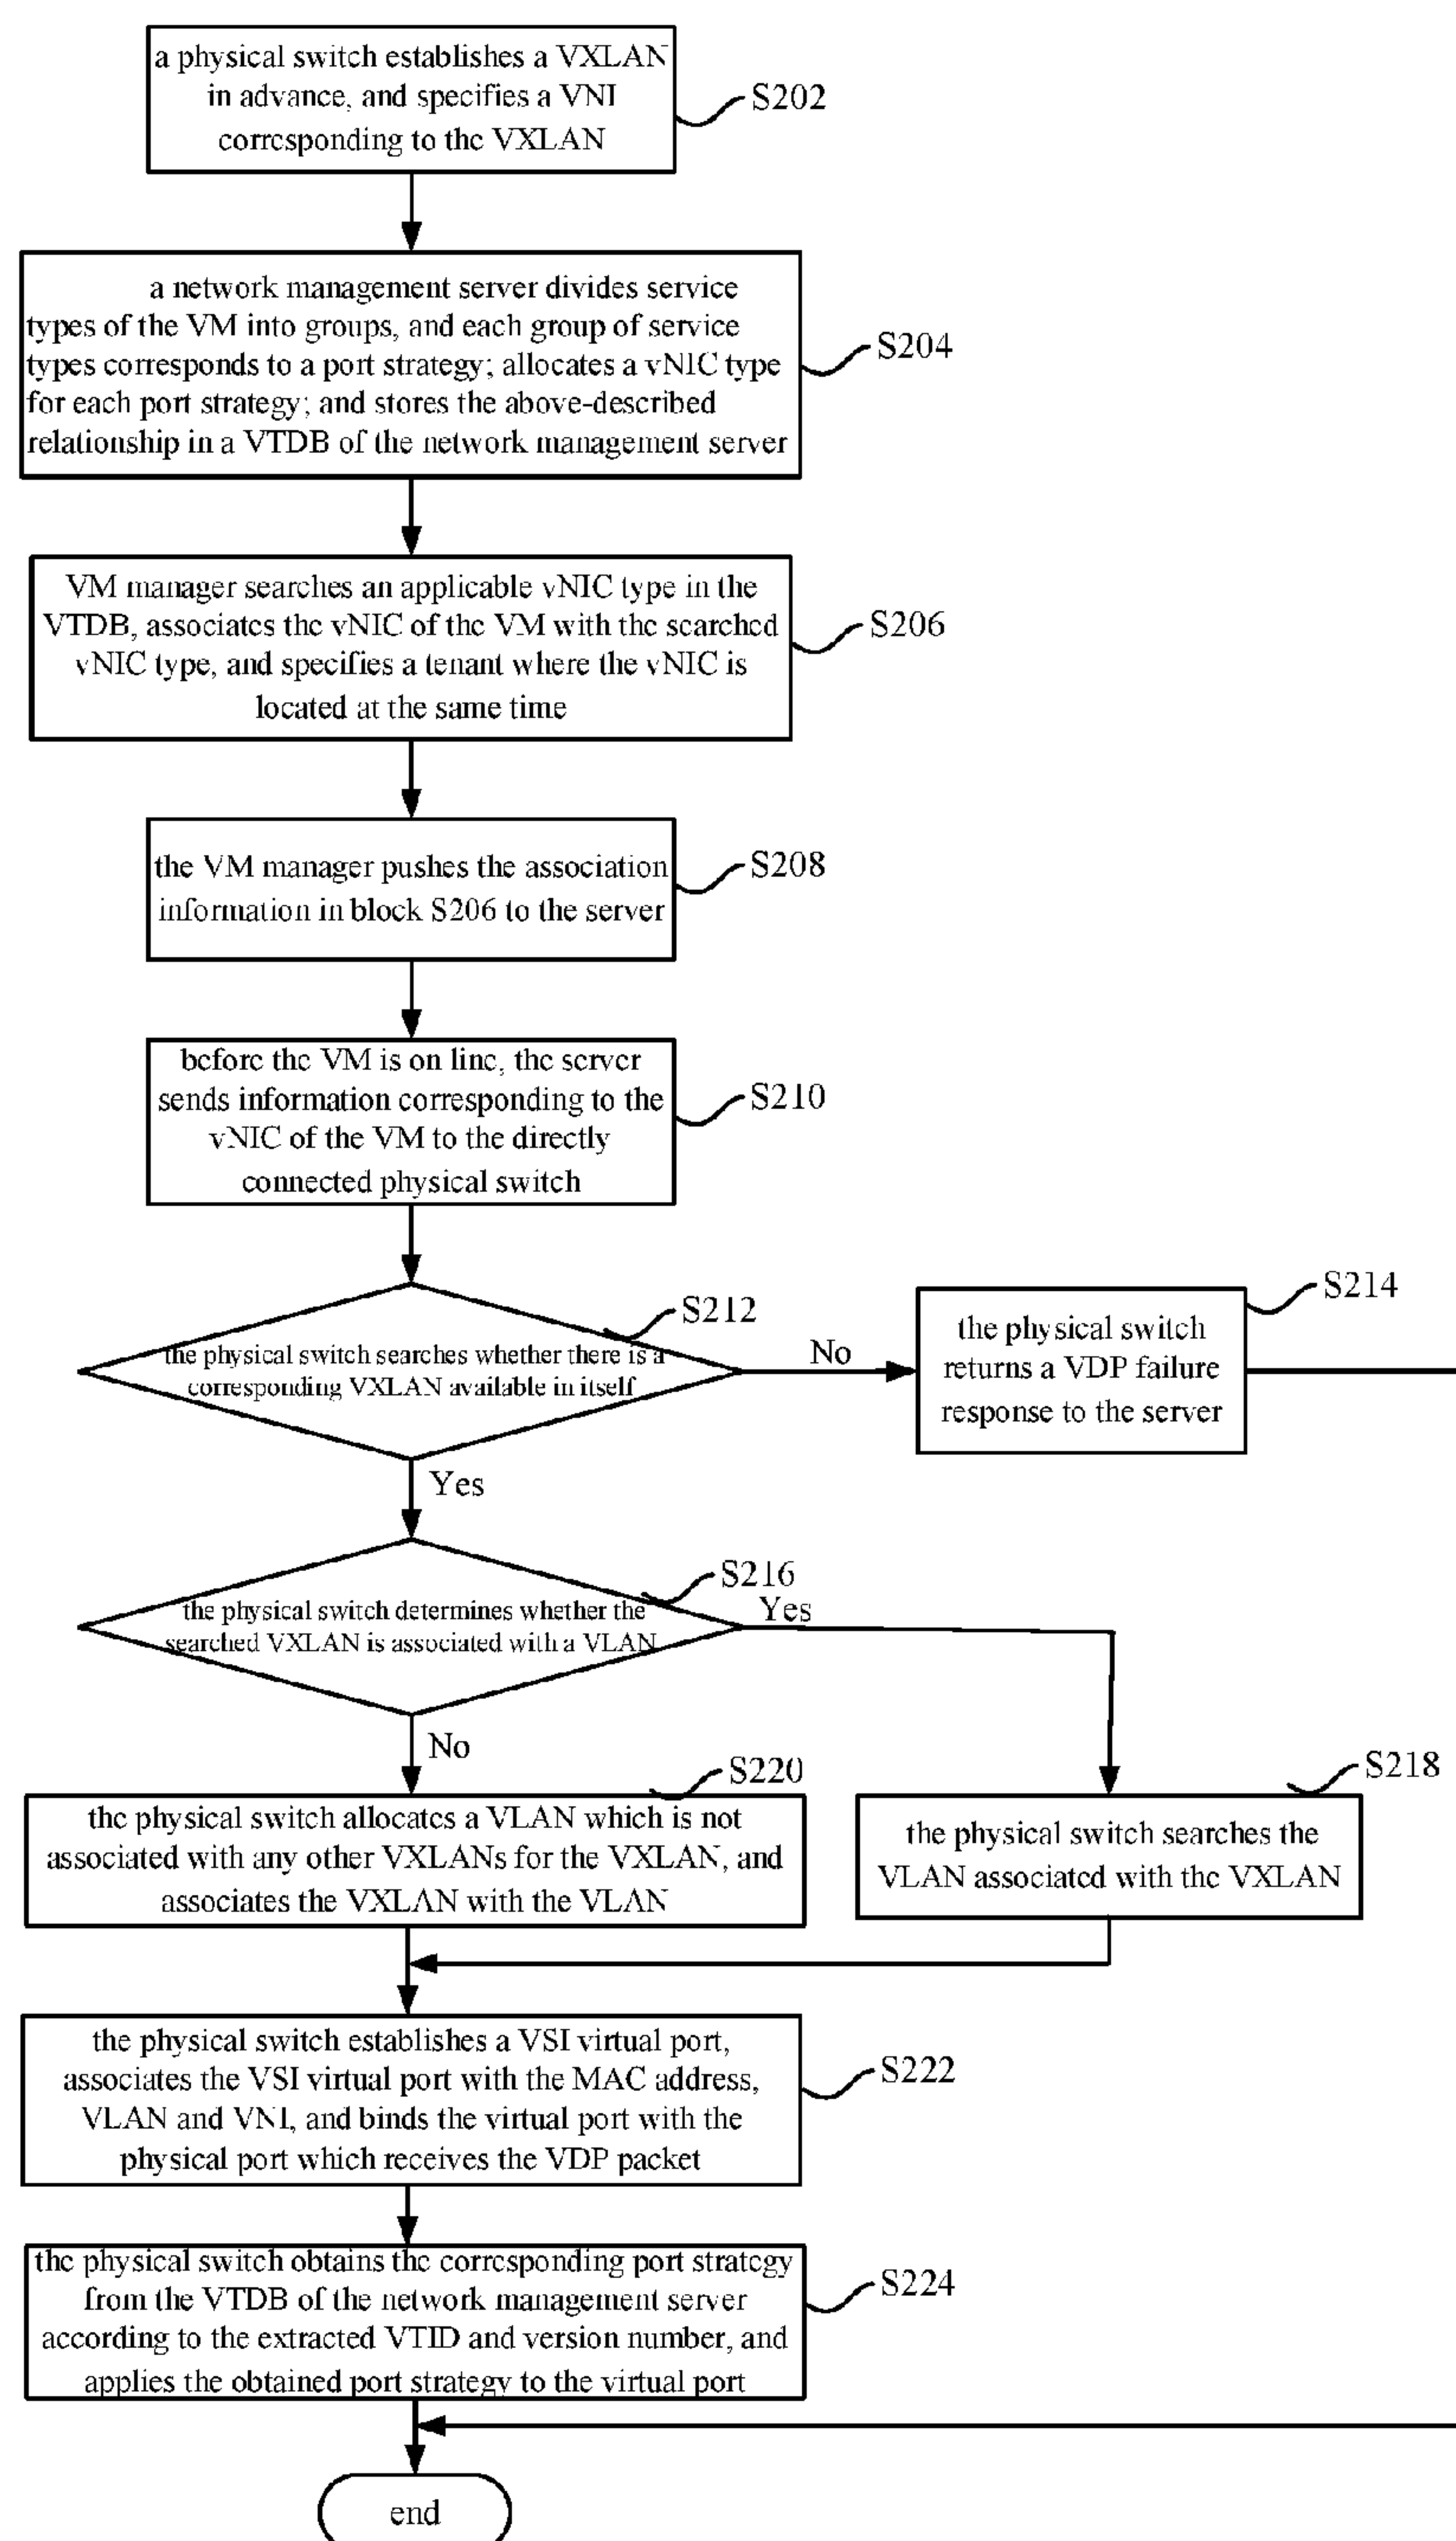 a physical switch establishes a VXLAN
in advance, and specifies a VNI
corresponding to the VXLAN
S202
a network management server divides service
types of the VM into groups, and each group of service
types corresponds to a port strategy; allocates a vNIC type
for each port strategy; and stores the above-described
relationship in a VTDB of the network management server
S204
VM manager searches an applicable vNIC type in the
VTDB, associates the vNIC of the VM with the searched
vNIC type, and specifies a tenant where the vNIC is
located at the same time
S206
the VM manager pushes the association
information in block S206 to the server
S208
before the VM is on line, the server
sends information corresponding to the
vNIC of the VM to the directly
connected physical switch
S210
S212
the physical switch searches whether there is a
corresponding VXLAN available in itself
No
S214
the physical switch
returns a VDP failure
response to the server
Yes
S216
the physical switch determines whether the
searched VXLAN is associated with a VLAN
Yes
No
S220
the physical switch allocates a VLAN which is not
associated with any other VXLANs for the VXLAN, and
associates the VXLAN with the VLAN
S218
the physical switch searches the
VLAN associated with the VXLAN
the physical switch establishes a VSI virtual port,
associates the VSI virtual port with the MAC address,
VLAN and VNI, and binds the virtual port with the
physical port which receives the VDP packet
S222
the physical switch obtains the corresponding port strategy
from the VTDB of the network management server
according to the extracted VTID and version number, and
applies the obtained port strategy to the virtual port
S224
end